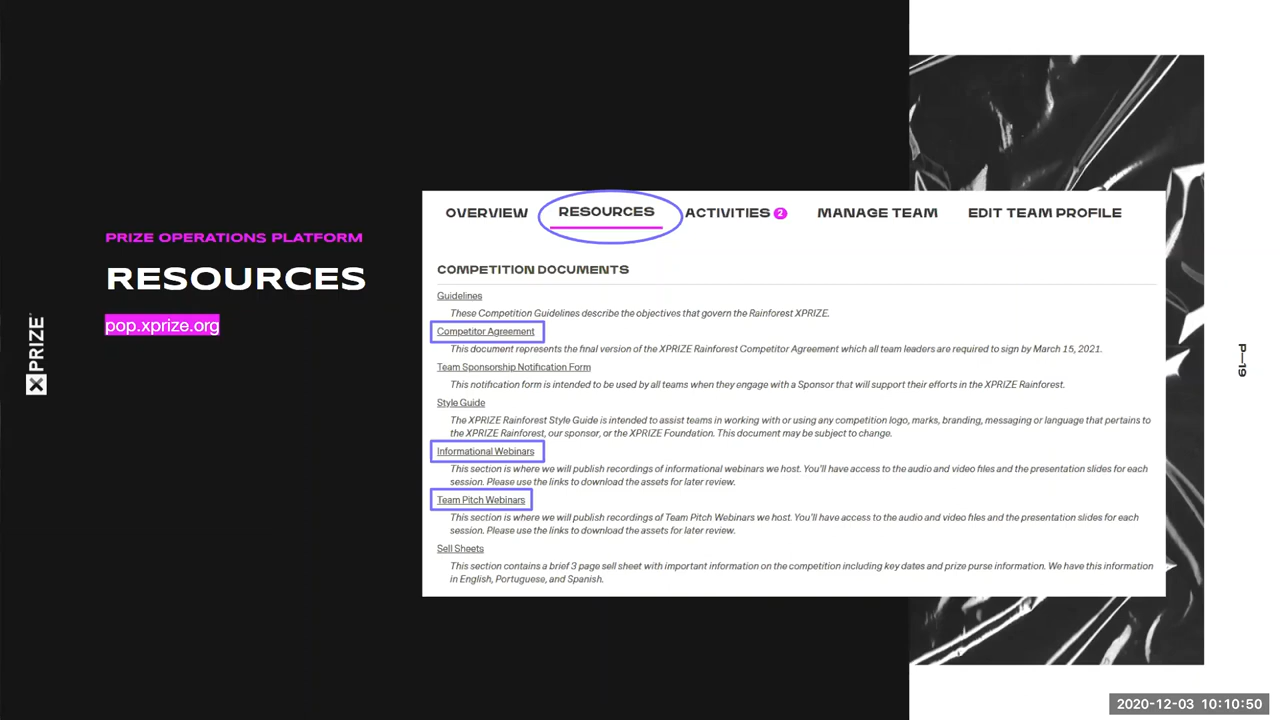 PRIZE OPERATIONS PLATFORM
RESOURCES
pop.xprize.org
XPRIZE
OVERVIEW RESOURCES ACTIVITIES 2 MANAGE TEAM EDIT TEAM PROFILE
COMPETITION DOCUMENTS
Guidelines
These Competition Guidelines describe the objectives that govern the Rainforest XPRIZE.
Competitor Agreement
This document represents the final version of the XPRIZE Rainforest Competitor Agreement which all team leaders are required to sign by March 15, 2021.
Team Sponsorship Notification Form
This notification form is intended to be used by all teams when they engage with a Sponsor that will support their efforts in the XPRIZE Rainforest.
Style Guide
The XPRIZE Rainforest Style Guide is intended to assist teams in working with or using any competition logo, marks, branding, messaging or language that pertains to
the XPRIZE Rainforest, our sponsor, or the XPRIZE Foundation. This document may be subject to change.
Informational Webinars
This section is where we will publish recordings of informational webinars we host. You'll have access to the audio and video files and the presentation slides for each
session. Please use the links to download the assets for later review.
Team Pitch Webinars
This section is where we will publish recordings of Team Pitch Webinars we host. You'll have access to the audio and video files and the presentation slides for each
session. Please use the links to download the assets for later review.
Sell Sheets
This section contains a brief 3 page sell sheet with important information on the competition including key dates and prize purse information. We have this information
in English, Portuguese, and Spanish.
P—19
2020-12-03 10:10:50